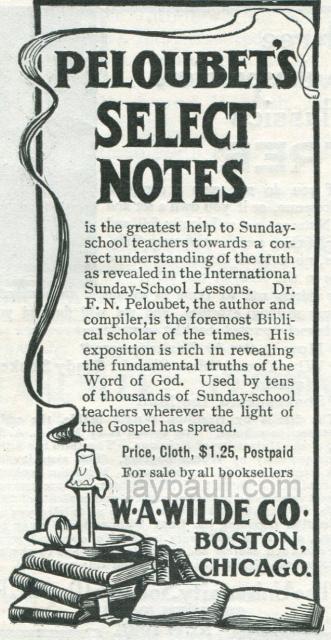 PELOUBET'S
SELECT
NOTES
is the greatest help to Sunday-
school teachers towards a cor-
rect understanding of the truth
as revealed in the International
Sunday-School Lessons. Dr.
F. N. Peloubet, the author and
compiler, is the foremost Bibli-
cal scholar of the times. His
exposition is rich in revealing
the fundamental truths of the
Word of God. Used by tens
of thousands of Sunday-school
teachers wherever the light of
the Gospel has spread.
Price, Cloth, $1.25, Postpaid
For sale by all booksellers
jaypaull.com
W·A·WILDE CO·
BOSTON,
CHICAGO.